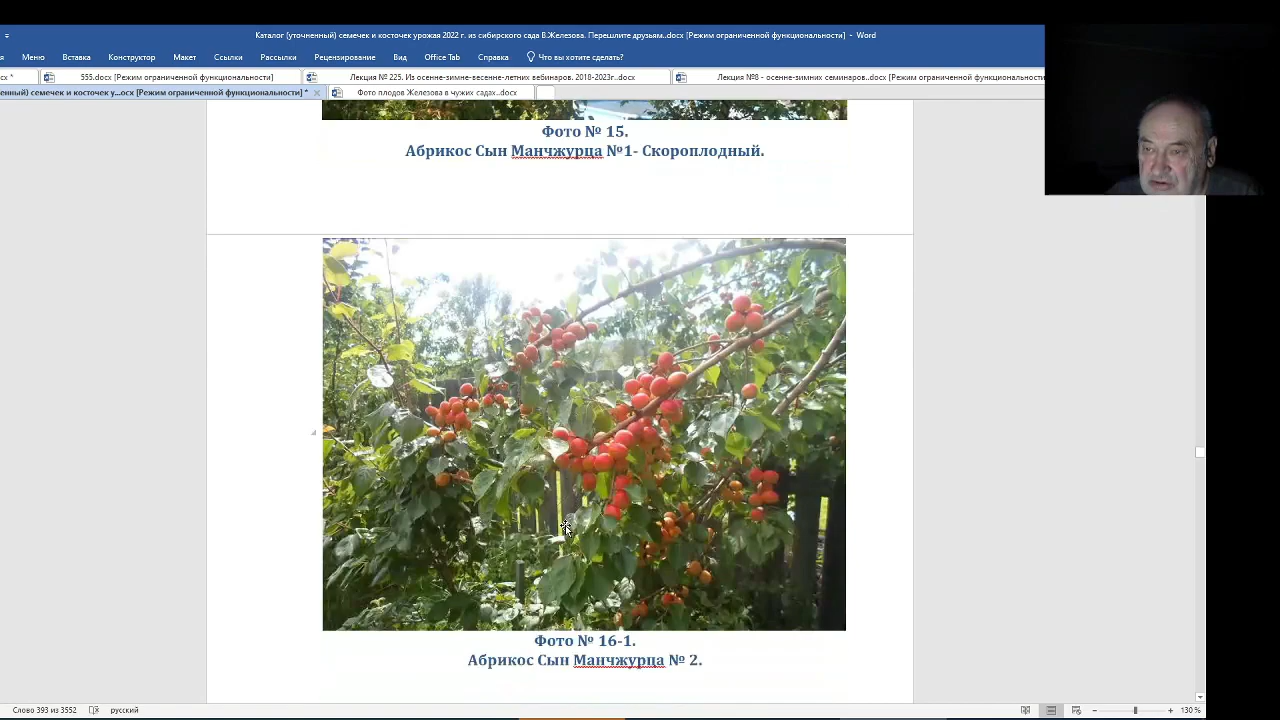 Каталог (уточненный) семечек и косточек урожая 2022 г. из сибирского сада В.Железова. Перешлите друзьям..docx [Режим ограниченной функциональности] - Word
Меню Вставка Конструктор Макет Ссылки Рассылки Рецензирование Вид Office Tab Справка Что вы хотите сделать?
555.docx [Режим ограниченной функциональности] Лекция № 225. Из осенне-зимне-весенне-летних вебинаров. 2018-2023г..docx Лекция №8 - осенне-зимних семинаров..docx [Режим ограниченной функциональности]
енный) семечек и косточек у...ocx [Режим ограниченной функциональности] * Фото плодов Железова в чужих садах..docx
Фото № 15.
Абрикос Сын Манчжурца №1- Скороплодный.
Фото № 16-1.
Абрикос Сын Манчжурца № 2.
Слово 393 из 3552 русский 130 %